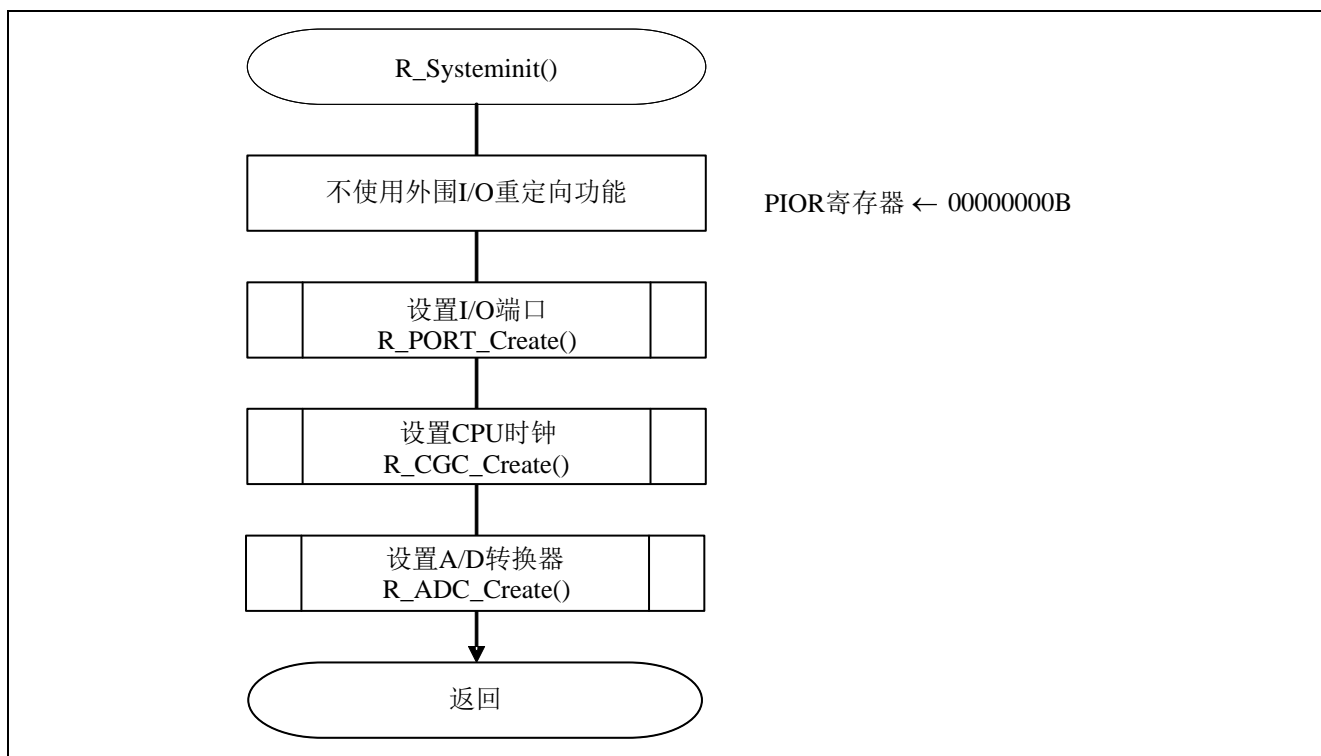 R_Systeminit()
不使用外围I/O重定向功能
PIOR寄存器 ← 00000000B
设置I/O端口
R_PORT_Create()
设置CPU时钟
R_CGC_Create()
设置A/D转换器
R_ADC_Create()
返回